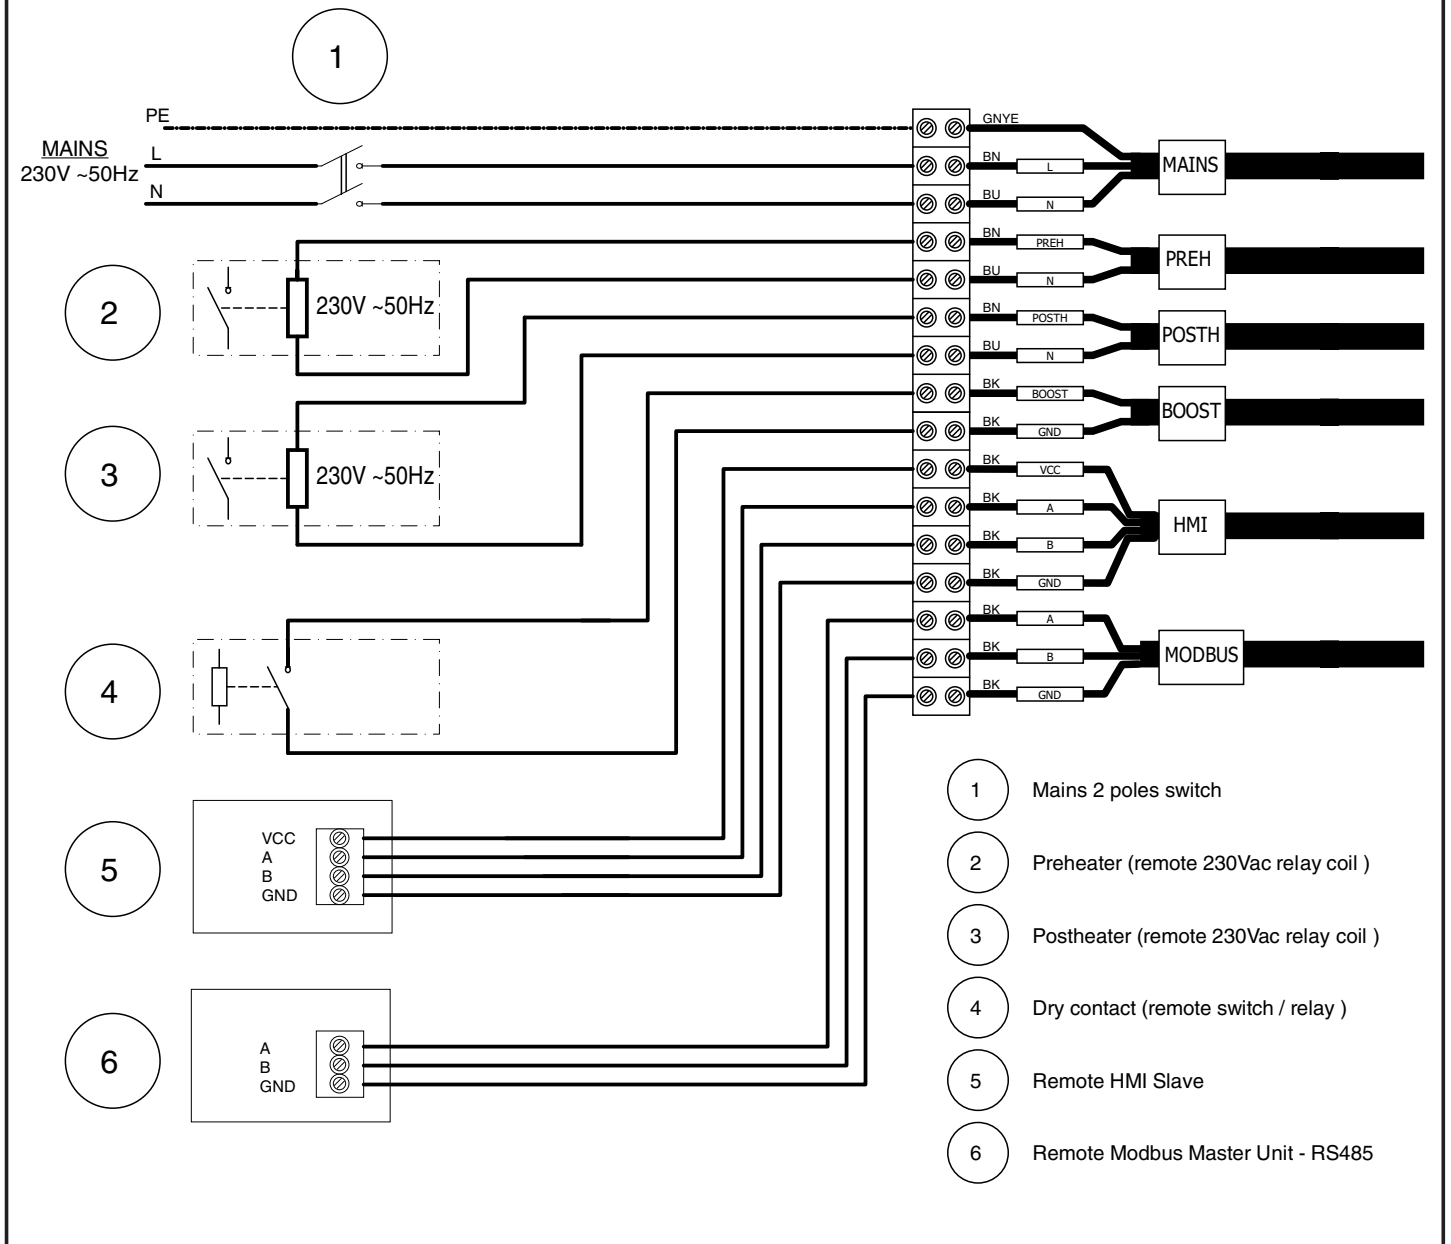 1
PE
MAINS
230V ~50Hz
L
N
GNYE
BN
L
BU
N
MAINS
BN
PREH
BU
N
PREH
BN
POSTH
BU
N
POSTH
BK
BOOST
BK
GND
BOOST
BK
VCC
BK
A
BK
B
BK
GND
HMI
BK
A
BK
B
BK
GND
MODBUS
2
230V ~50Hz
3
230V ~50Hz
4
5
VCC
A
B
GND
6
A
B
GND
1 Mains 2 poles switch
2 Preheater (remote 230Vac relay coil )
3 Postheater (remote 230Vac relay coil )
4 Dry contact (remote switch / relay )
5 Remote HMI Slave
6 Remote Modbus Master Unit - RS485